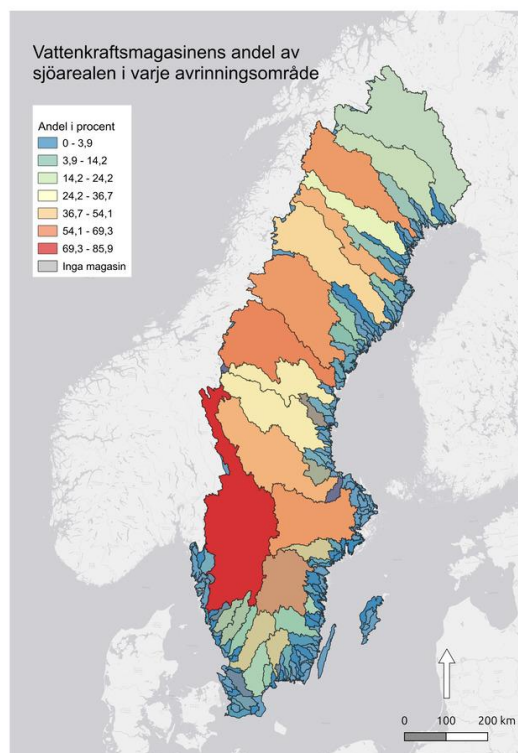 Vattenkraftsmagasinens andel av
sjöarealen i varje avrinningsområde
Andel i procent
0 - 3,9
3,9 - 14,2
14,2 - 24,2
24,2 - 36,7
36,7 - 54,1
54,1 - 69,3
69,3 - 85,9
Inga magasin
0 100 200 km